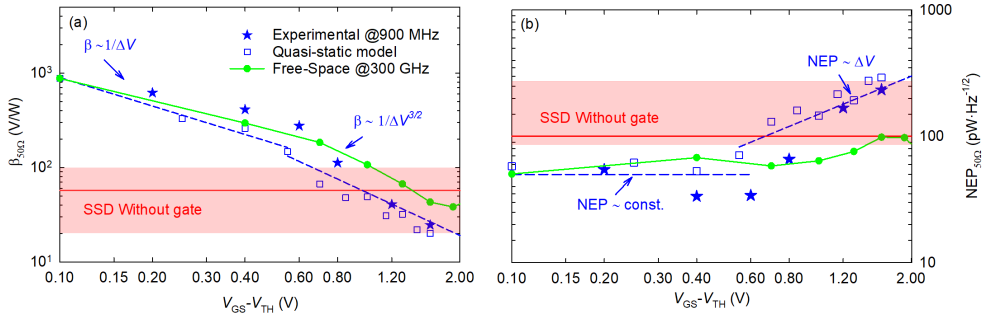 (a)
β ~1/ΔV
Experimental @900 MHz
Quasi-static model
Free-Space @300 GHz
β ~ 1/ΔV3/2
SSD Without gate
β50Ω (V/W)
103
102
101
0.10 0.15 0.20 0.30 0.40 0.60 0.80 1.20 2.00
VGS-VTH (V)
(b)
NEP ~ ΔV
SSD Without gate
NEP ~ const.
1000
100
10
NEP50Ω (pW·Hz-1/2)
0.10 0.15 0.20 0.30 0.40 0.60 0.80 1.20 2.00
VGS-VTH (V)